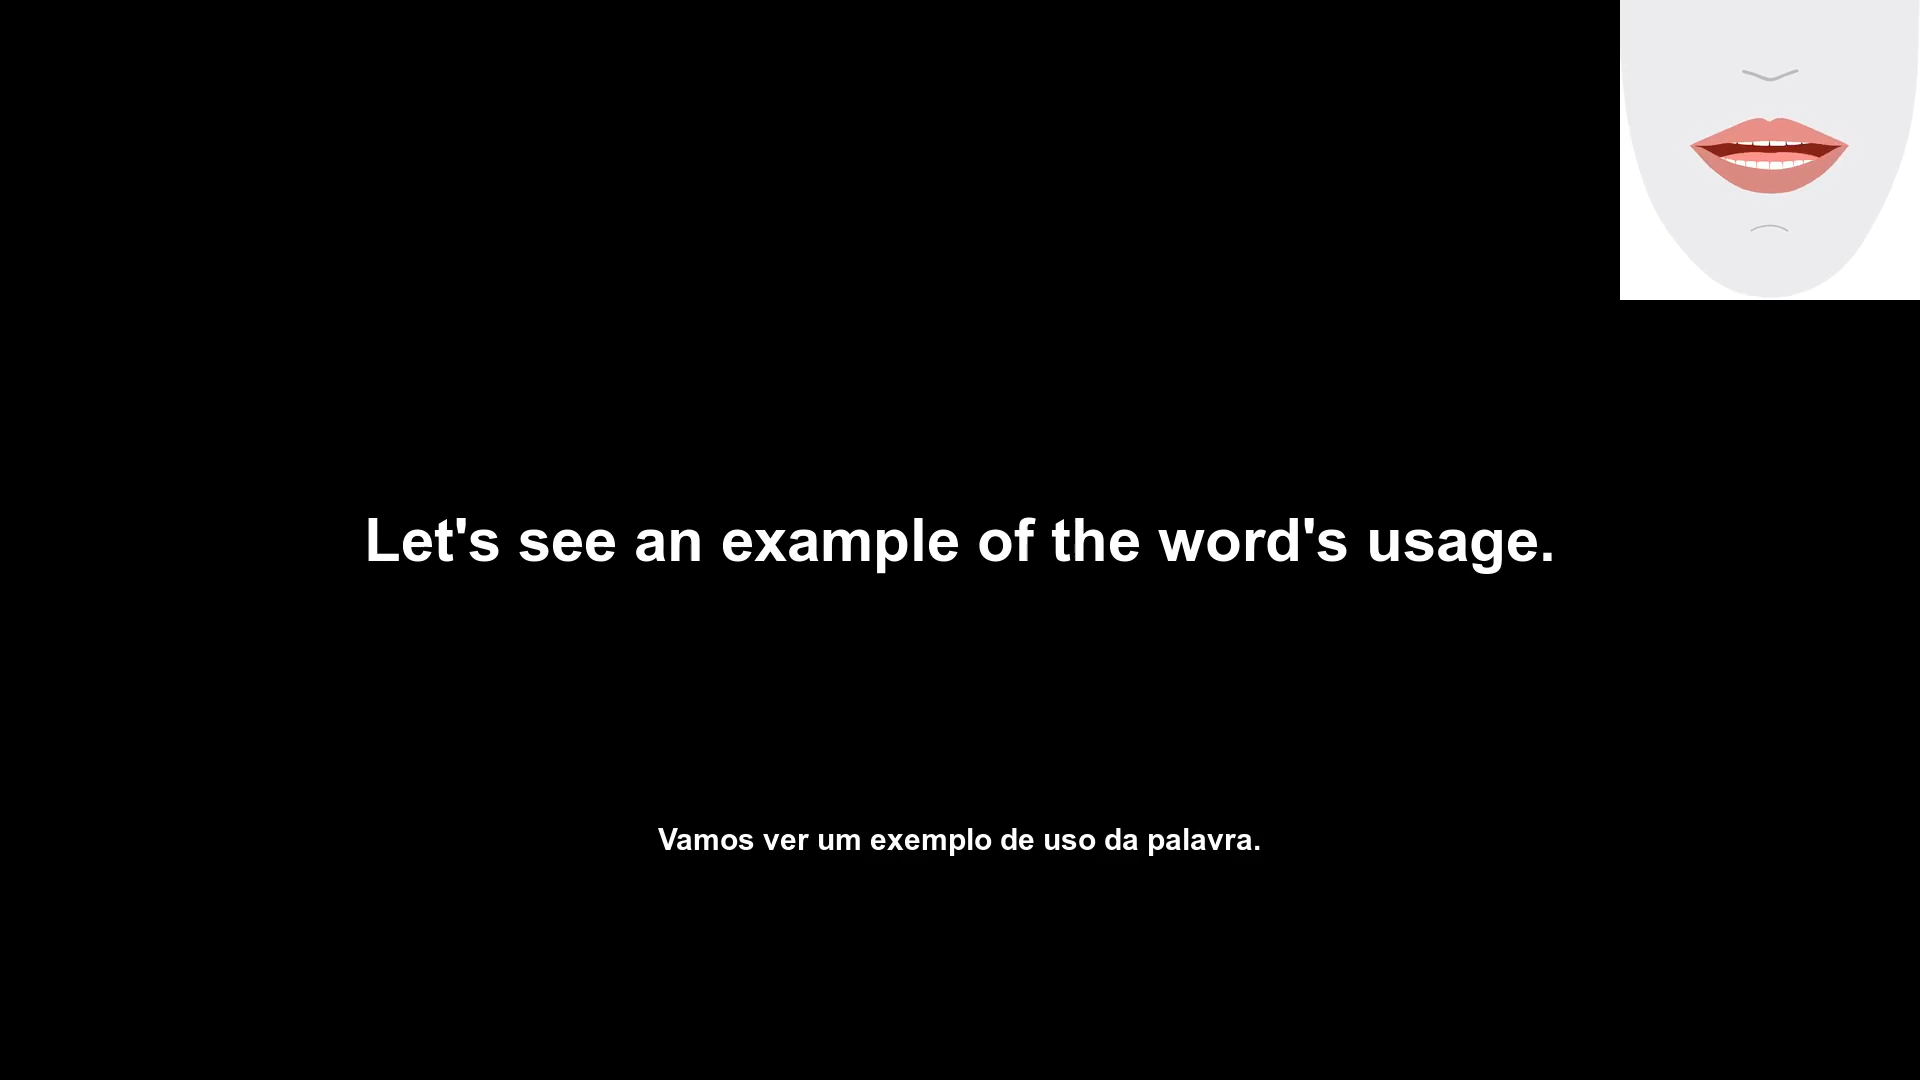 Let's see an example of the word's usage.
Vamos ver um exemplo de uso da palavra.